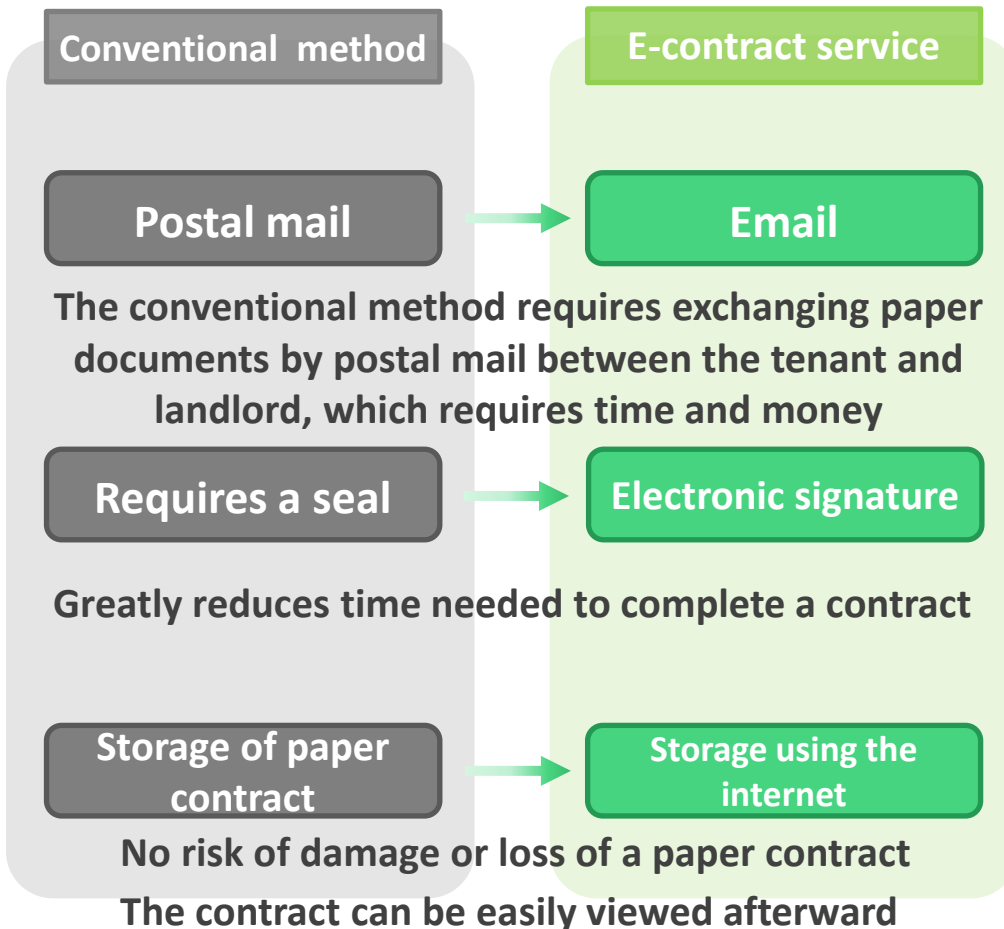 Conventional  method
E-contract service
Postal mail
Email
The conventional method requires exchanging paper
documents by postal mail between the tenant and
landlord, which requires time and money
Requires a seal
Electronic signature
Greatly reduces time needed to complete a contract
Storage of paper
contract
Storage using the
internet
No risk of damage or loss of a paper contract
The contract can be easily viewed afterward